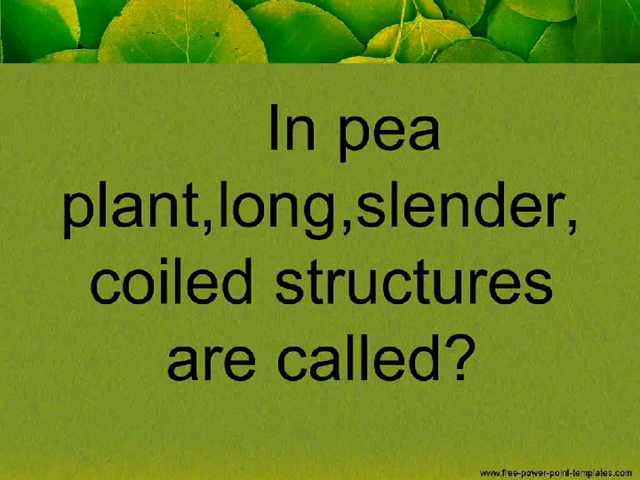 In pea
plant,long,slender,
coiled structures
are called?
www.free-power-point-templates.com